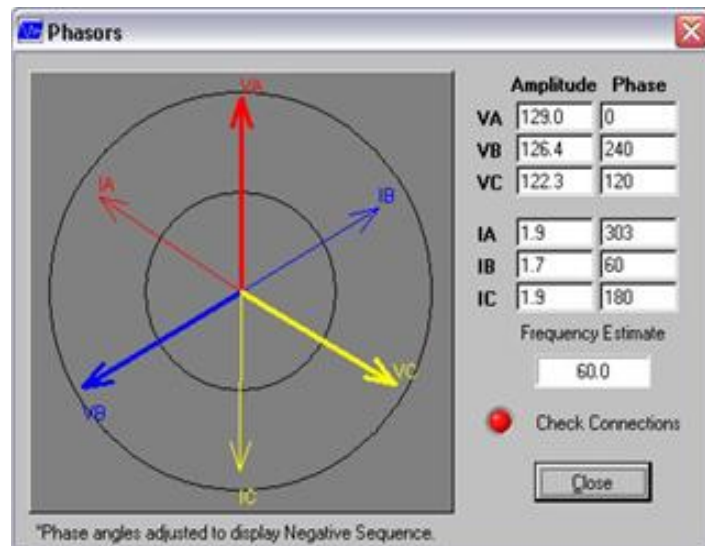 Phasors
Amplitude Phase
VA 129.0 0
VB 126.4 240
VC 122.3 120
IA 1.9 303
IB 1.7 60
IC 1.9 180
Frequency Estimate
60.0
Check Connections
Close
VA
IA
IB
VB
VC
IC
"Phase angles adjusted to display Negative Sequence.